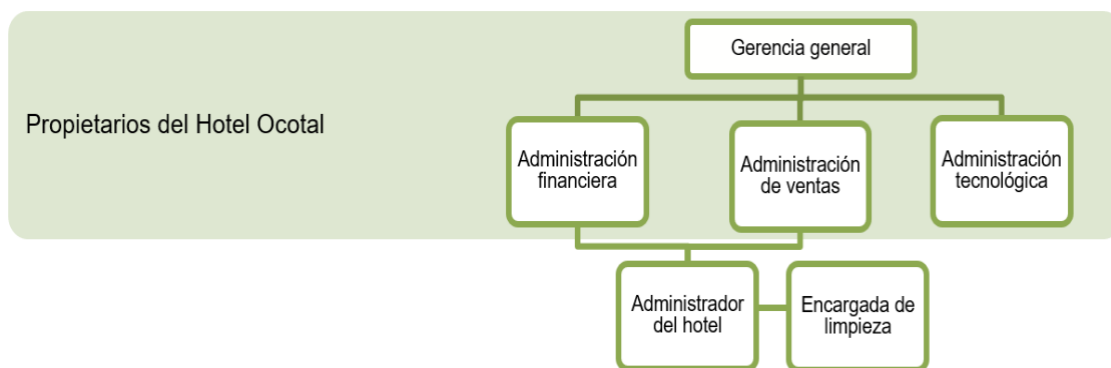 Gerencia general
Propietarios del Hotel Ocotal
Administración
financiera
Administración
de ventas
Administración
tecnológica
Administrador
del hotel
Encargada de
limpieza